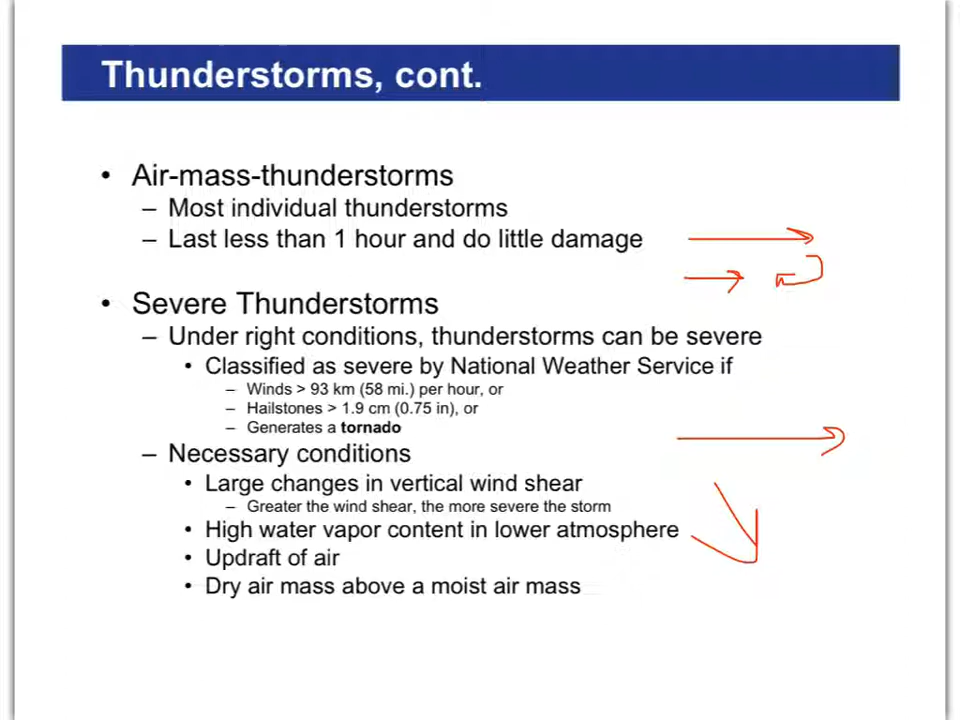 Thunderstorms, cont.
• Air-mass-thunderstorms
– Most individual thunderstorms
– Last less than 1 hour and do little damage
• Severe Thunderstorms
– Under right conditions, thunderstorms can be severe
• Classified as severe by National Weather Service if
– Winds > 93 km (58 mi.) per hour, or
– Hailstones > 1.9 cm (0.75 in), or
– Generates a tornado
– Necessary conditions
• Large changes in vertical wind shear
– Greater the wind shear, the more severe the storm
• High water vapor content in lower atmosphere
• Updraft of air
• Dry air mass above a moist air mass